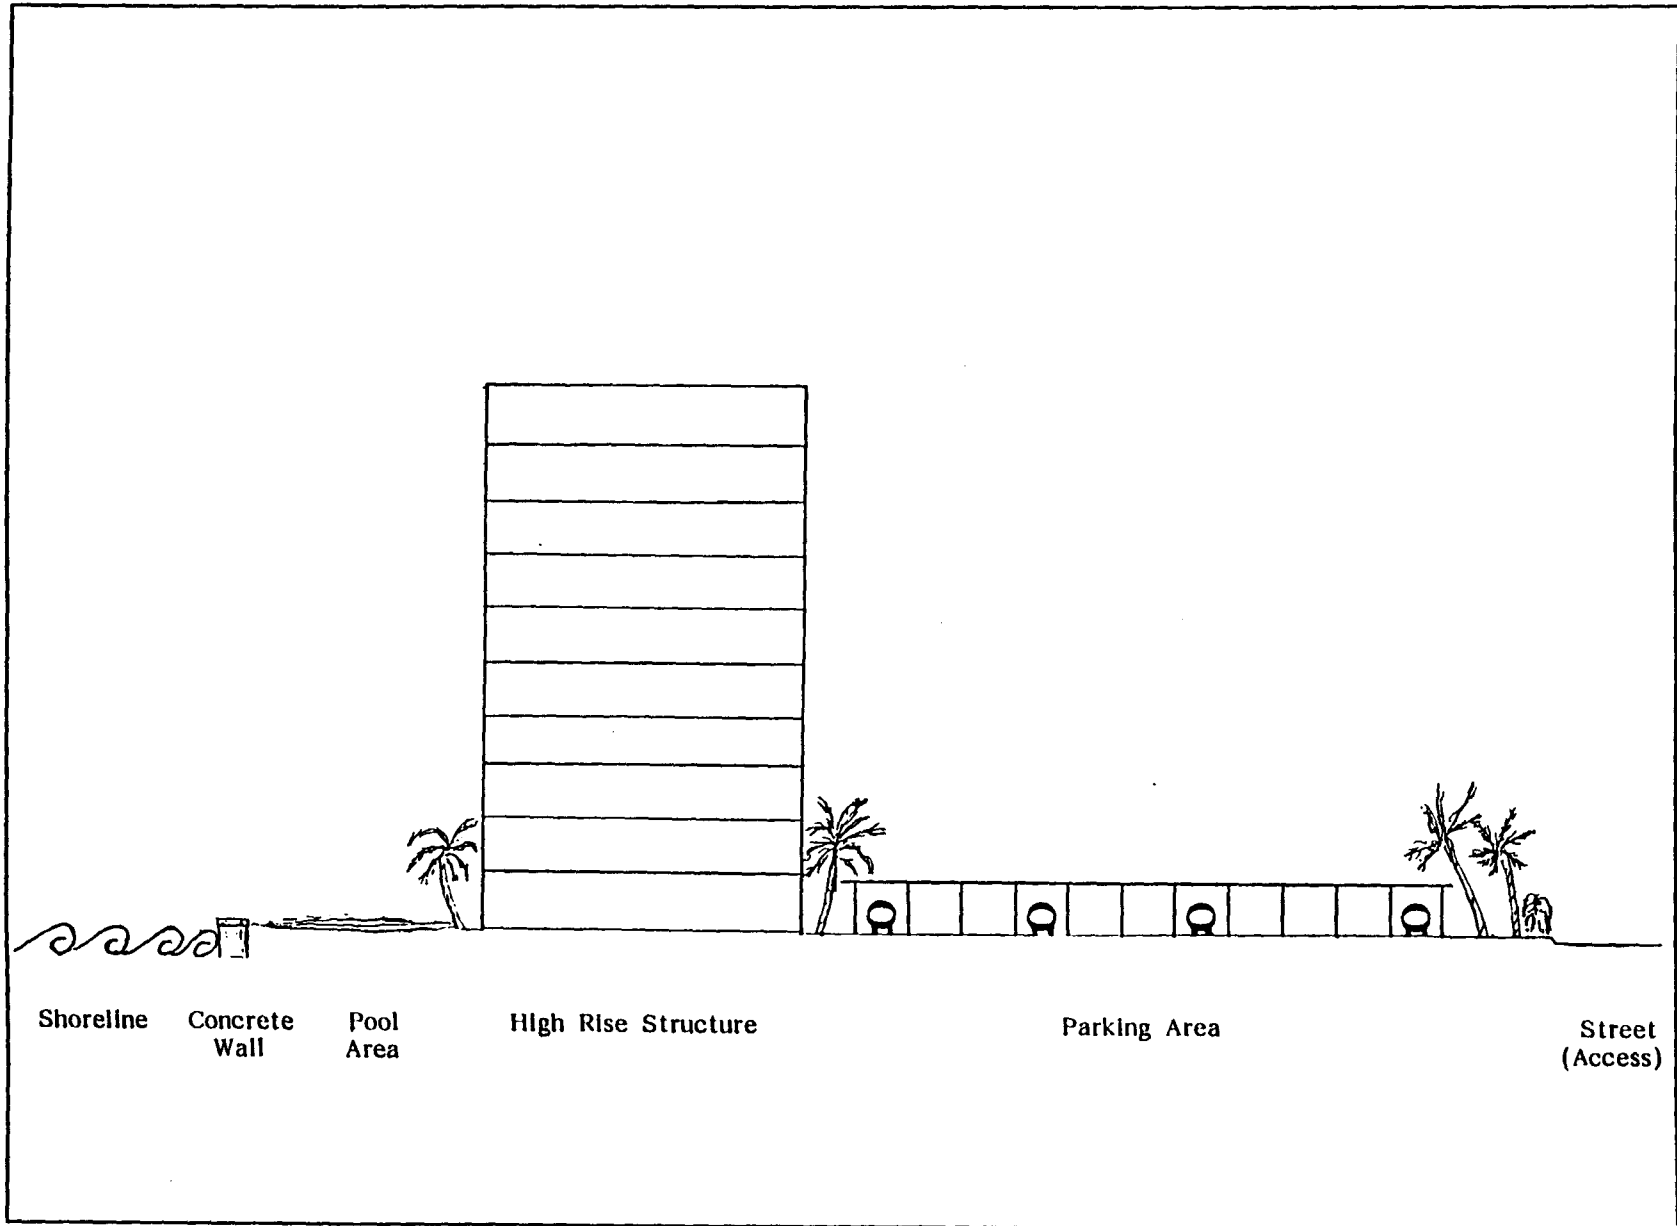 Shoreline
Concrete
Wall
Pool
Area
High Rise Structure
Parking Area
Street
(Access)